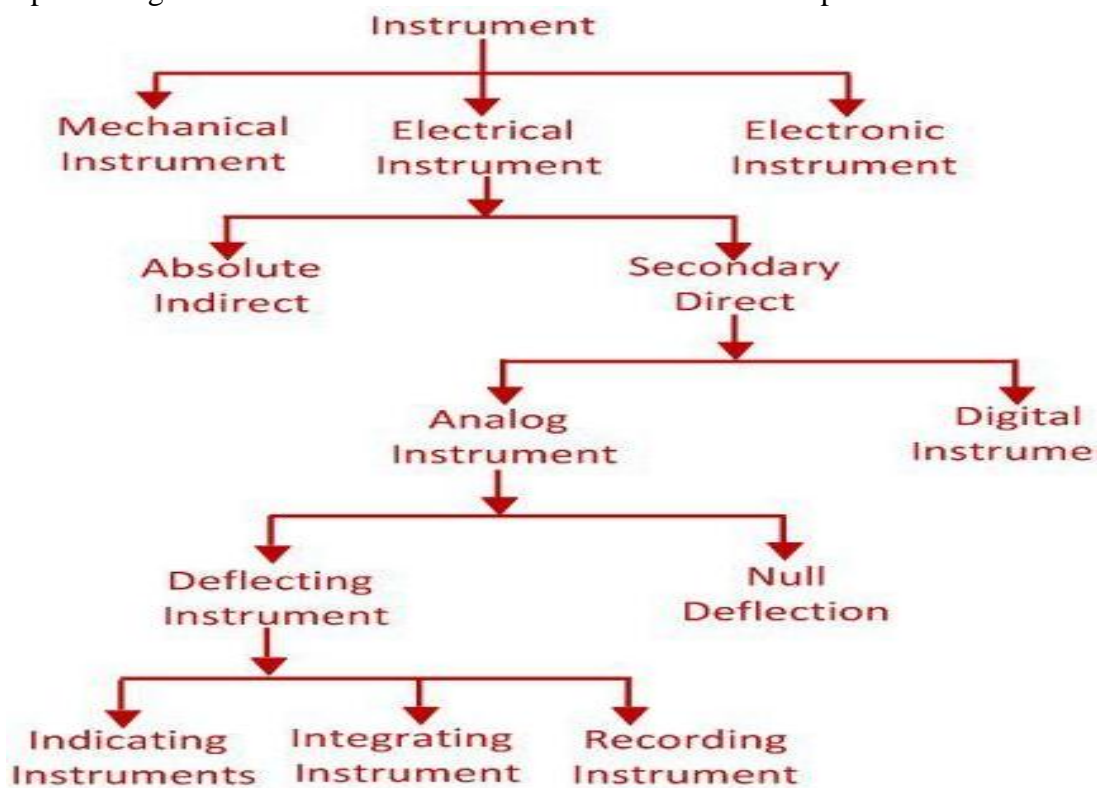 Instrument
Mechanical
Instrument
Electrical
Instrument
Electronic
Instrument
Absolute
Indirect
Secondary
Direct
Analog
Instrument
Digital
Instrume
Deflecting
Instrument
Null
Deflection
Indicating
Instruments
Integrating
Instrument
Recording
Instrument